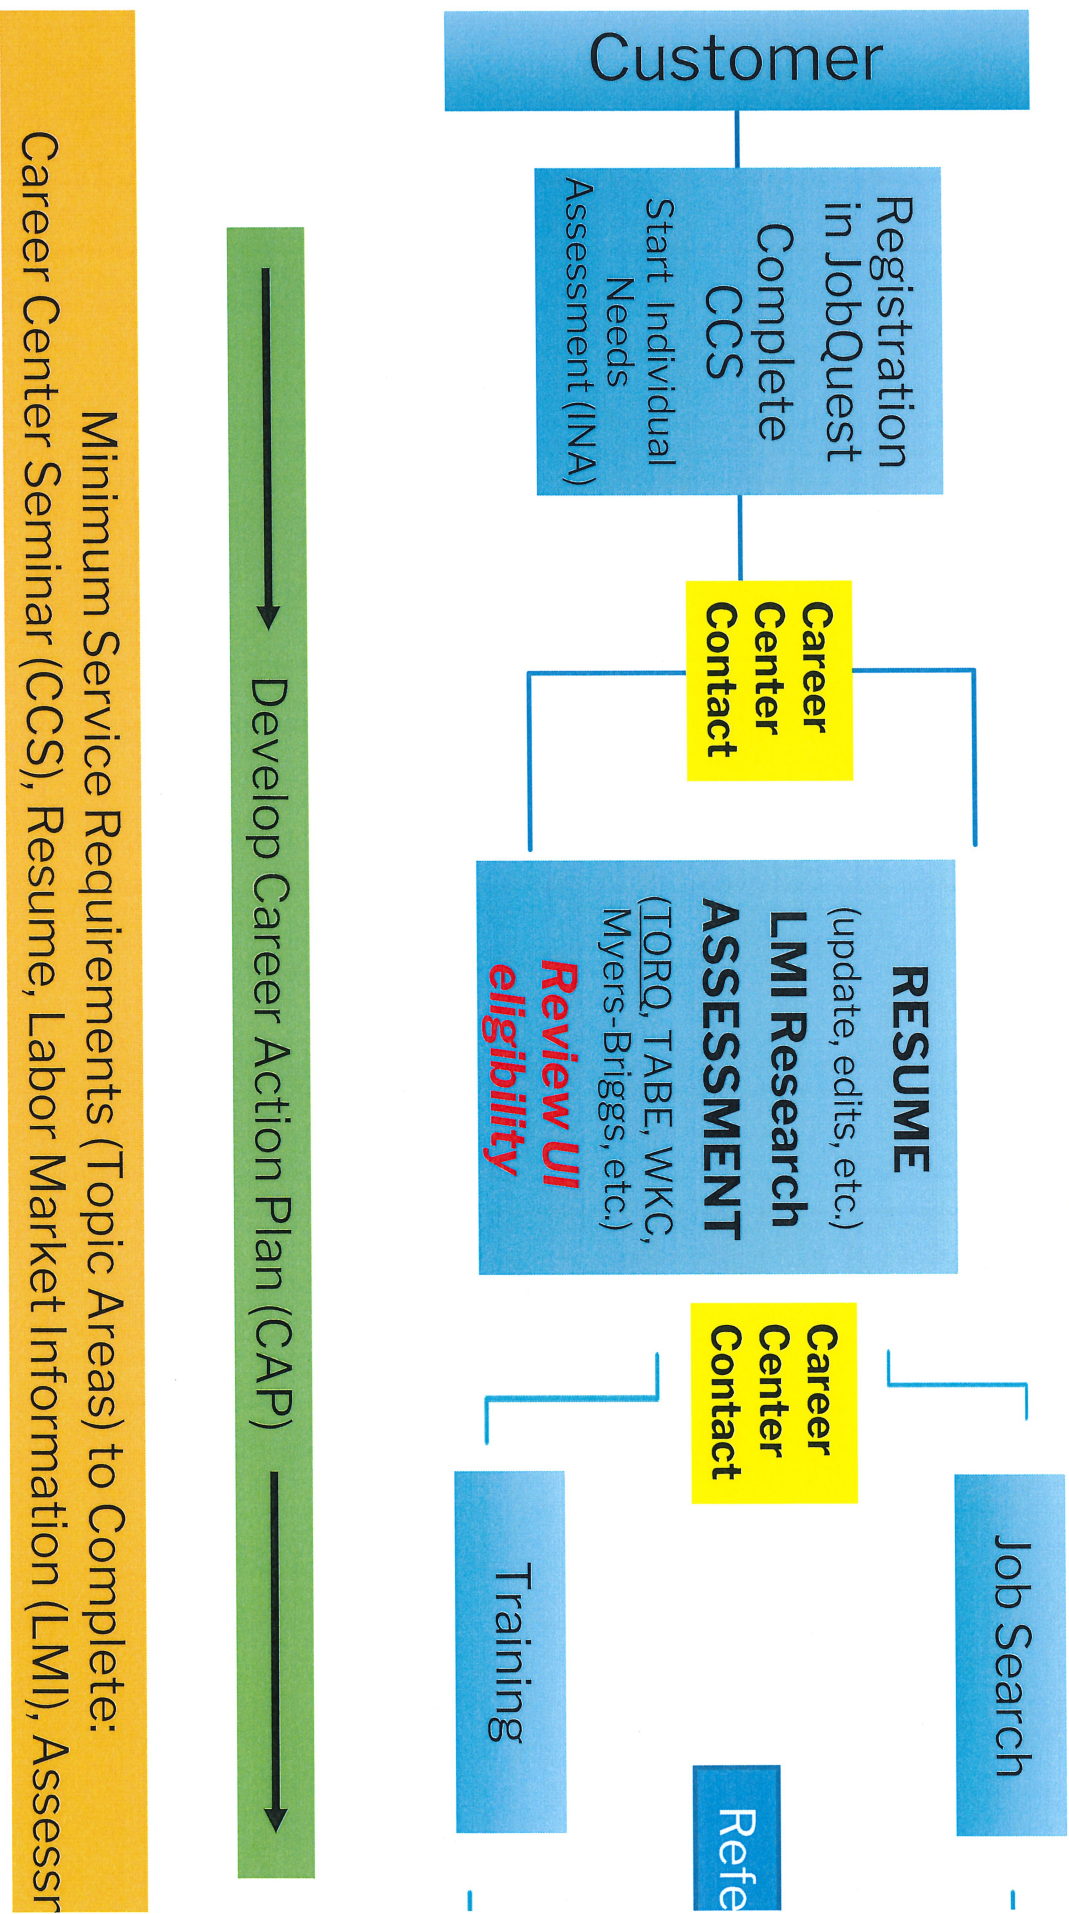 Customer
Registration
in JobQuest
Complete
CCS
Start Individual
Needs
Assessment (INA)
Career
Center
Contact
RESUME
(update, edits, etc.)
LMI Research
ASSESSMENT
(TORQ, TABE, WKC,
Myers-Briggs, etc.)
Review UI
eligibility
Career
Center
Contact
Job Search
Training
Develop Career Action Plan (CAP)
Minimum Service Requirements (Topic Areas) to Complete:
Career Center Seminar (CCS), Resume, Labor Market Information (LMI),